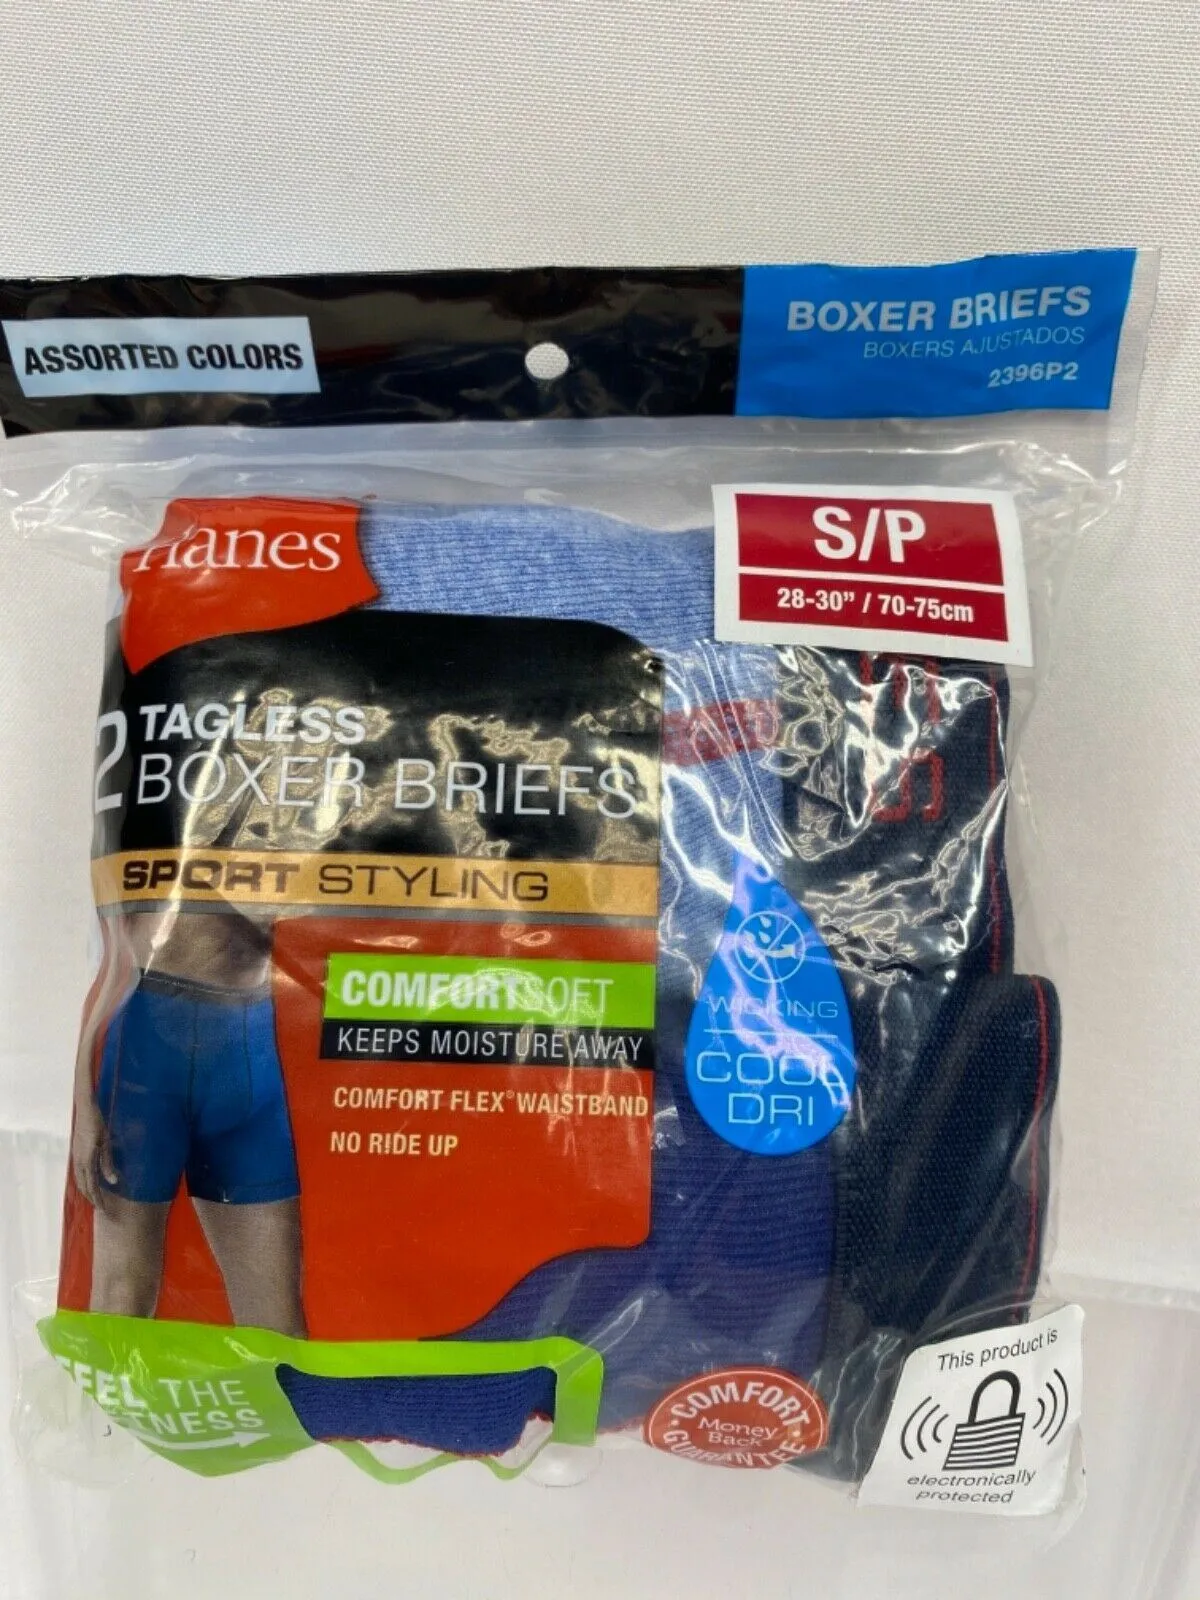 ASSORTED COLORS
BOXER BRIEFS
BOXERS AJUSTADOS
2396P2
Hanes
S/P
28-30” / 70-75cm
2 TAGLESS
BOXER BRIEFS
SPORT STYLING
COMFORTSOFT
KEEPS MOISTURE AWAY
COMFORT FLEX® WAISTBAND
NO RIDE UP
WICKING
COOL
DRI
FEEL THE
COMFORT
Money
Back
GUARANTEE
This product is
electronically
protected